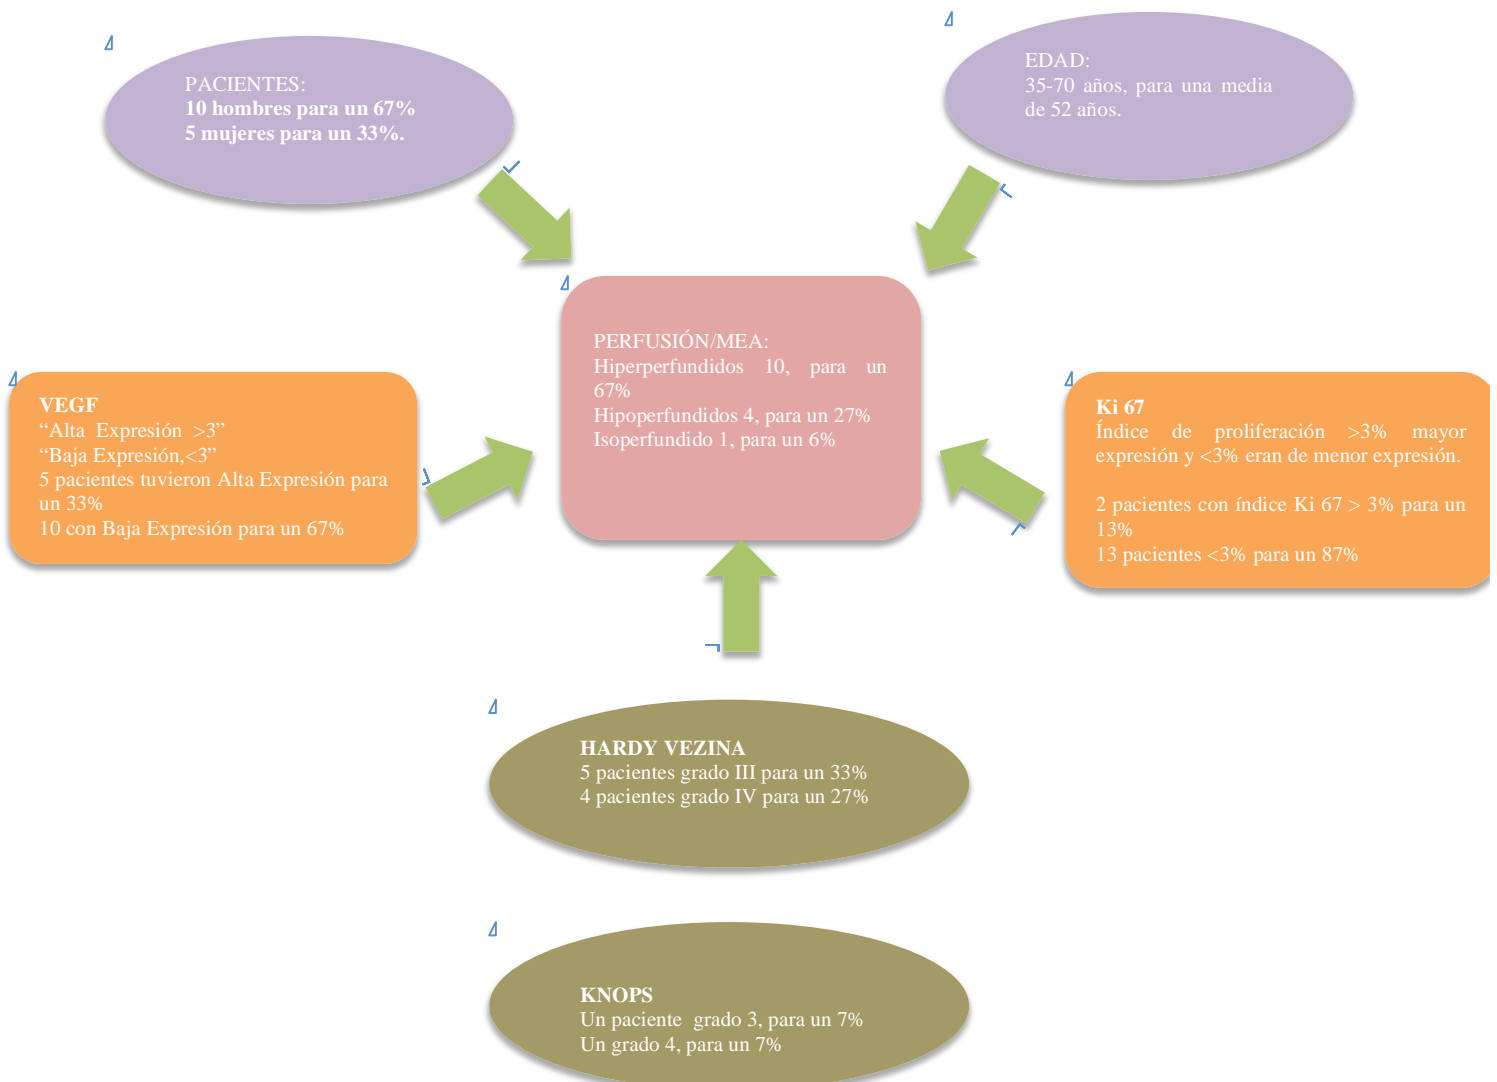 PACIENTES:
10 hombres para un 67%
5 mujeres para un 33%.
EDAD:
35-70 años, para una media
de 52 años.
PERFUSIÓN/MEA:
Hiperperfundidos 10, para un
67%
Hipoperfundidos 4, para un 27%
Isoperfundido 1, para un 6%
VEGF
“Alta Expresión >3”
“Baja Expresión,<3”
5 pacientes tuvieron Alta Expresión para
un 33%
10 con Baja Expresión para un 67%
Ki 67
Índice de proliferación >3% mayor
expresión y <3% eran de menor expresión.
2 pacientes con índice Ki 67 > 3% para un
13%
13 pacientes <3% para un 87%
HARDY VEZINA
5 pacientes grado III para un 33%
4 pacientes grado IV para un 27%
KNOPS
Un paciente grado 3, para un 7%
Un grado 4, para un 7%